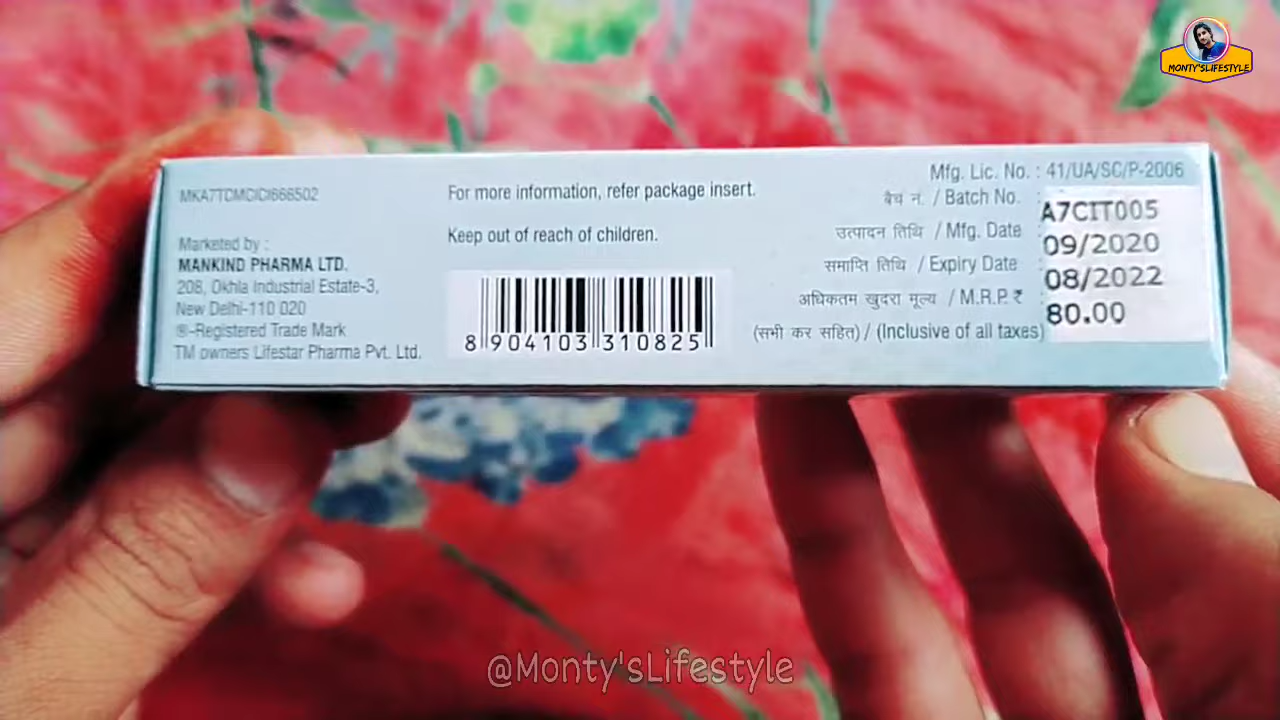 MONTY'SLIFESTYLE
MKA7TDMCICI666502
Marketed by :
MANKIND PHARMA LTD.
208, Okhla Industrial Estate-3,
New Delhi-110 020
®-Registered Trade Mark
TM owners Lifestar Pharma Pvt. Ltd.
For more information, refer package insert.
Keep out of reach of children.
8 904103 310825
Mfg. Lic. No. : 41/UA/SC/P-2006
बैच नं. / Batch No. : A7CIT005
उत्पादन तिथि / Mfg. Date : 09/2020
समाप्ति तिथि / Expiry Date : 08/2022
अधिकतम खुदरा मूल्य / M.R.P. ₹ : 80.00
(सभी कर सहित) / (Inclusive of all taxes)
@Monty'sLifestyle